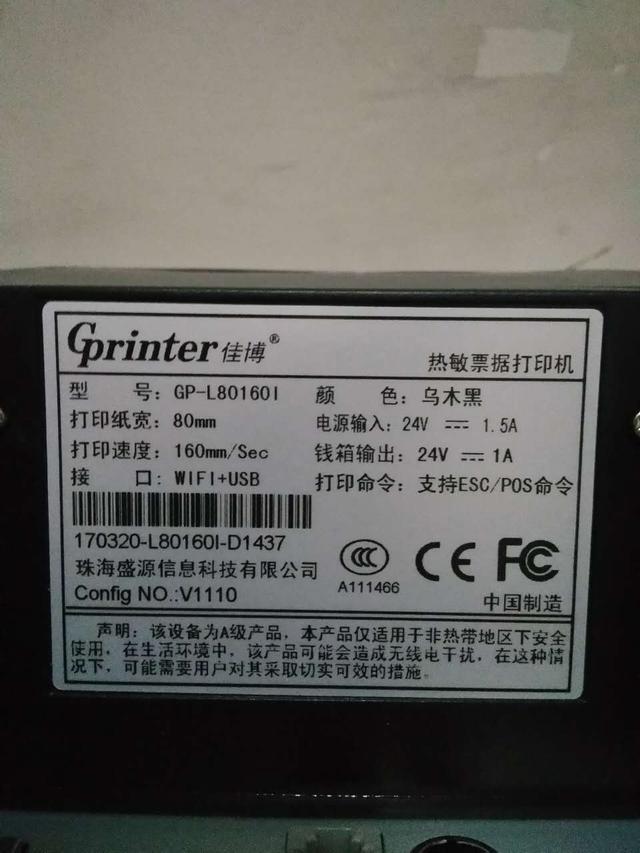 Gprinter佳博®
热敏票据打印机
型 号: GP-L80160I 颜 色: 乌木黑
打印纸宽: 80mm 电源输入: 24V ⎓ 1.5A
打印速度: 160mm/Sec 钱箱输出: 24V ⎓ 1A
接 口: WIFI+USB 打印命令: 支持ESC/POS命令
170320-L80160I-D1437
珠海盛源信息科技有限公司
Config NO.:V1110
CCC
A111466
CE FC
中国制造
声明: 该设备为A级产品, 本产品仅适用于非热带地区下安全
使用, 在生活环境中, 该产品可能会造成无线电干扰, 在这种情
况下, 可能需要用户对其采取切实可效的措施.